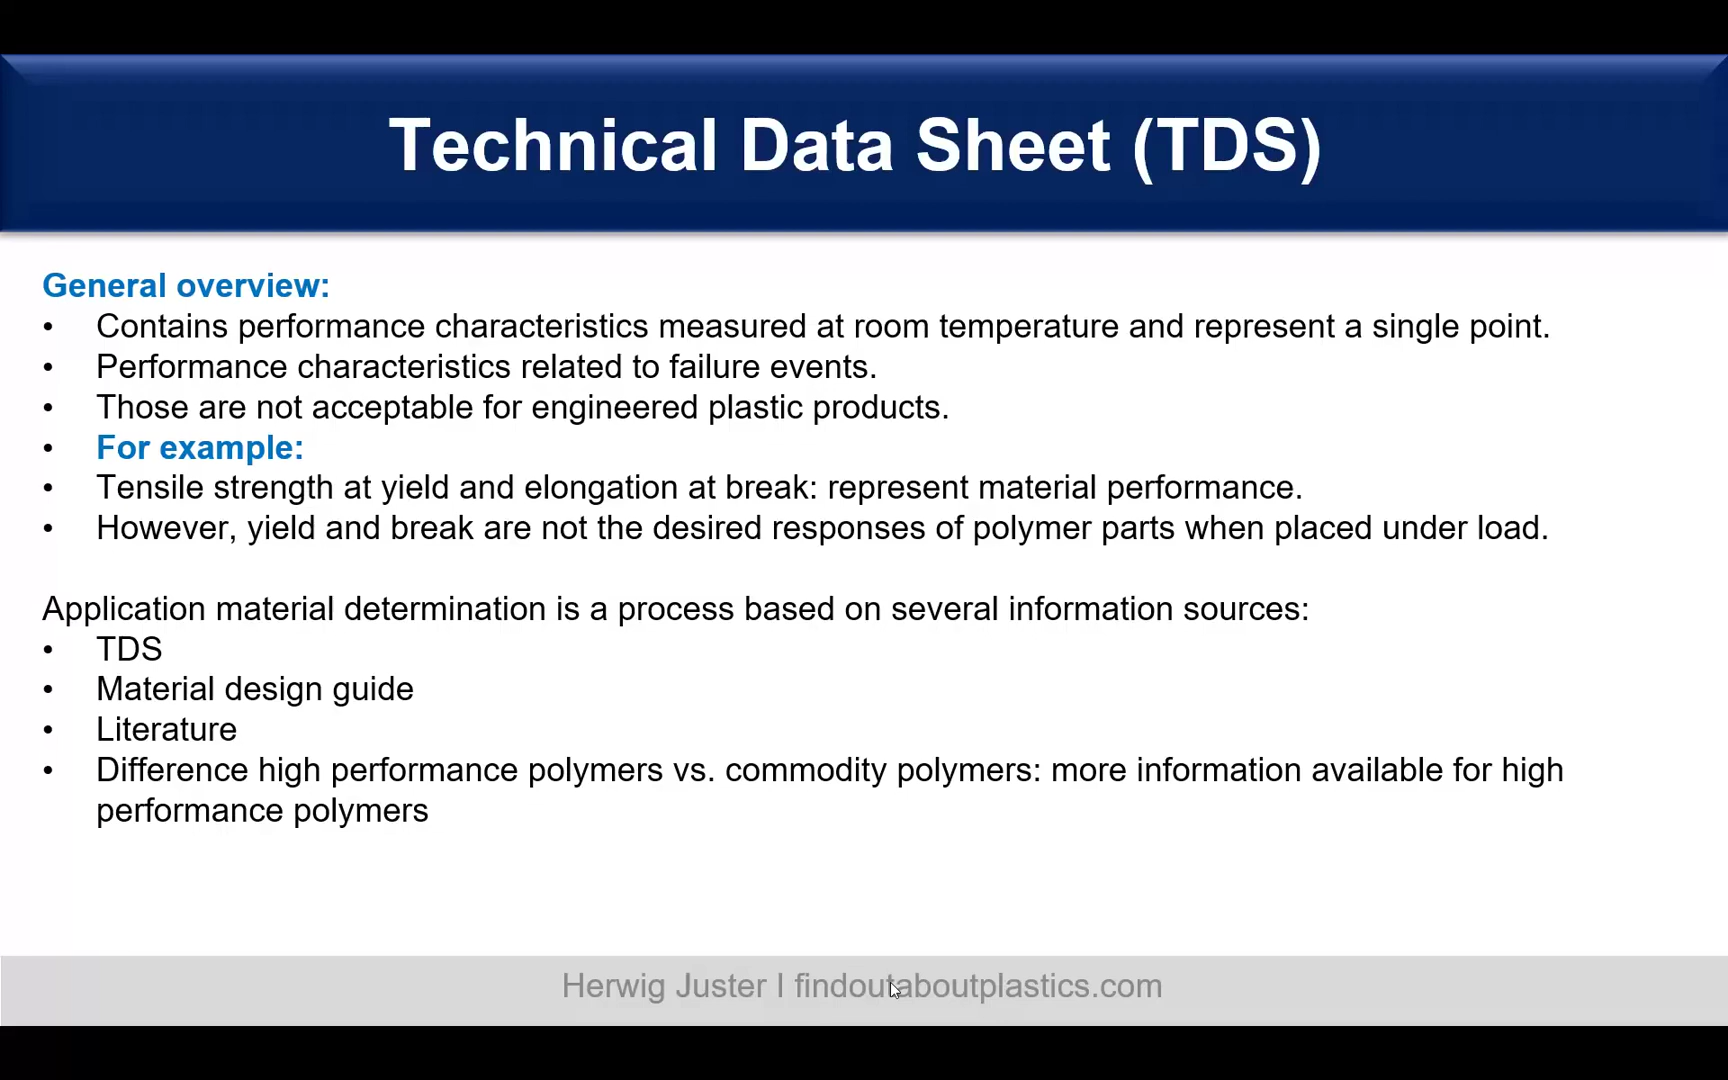 Technical Data Sheet (TDS)
General overview:
• Contains performance characteristics measured at room temperature and represent a single point.
• Performance characteristics related to failure events.
• Those are not acceptable for engineered plastic products.
• For example:
• Tensile strength at yield and elongation at break: represent material performance.
• However, yield and break are not the desired responses of polymer parts when placed under load.
Application material determination is a process based on several information sources:
• TDS
• Material design guide
• Literature
• Difference high performance polymers vs. commodity polymers: more information available for high
performance polymers
Herwig Juster I findoutaboutplastics.com